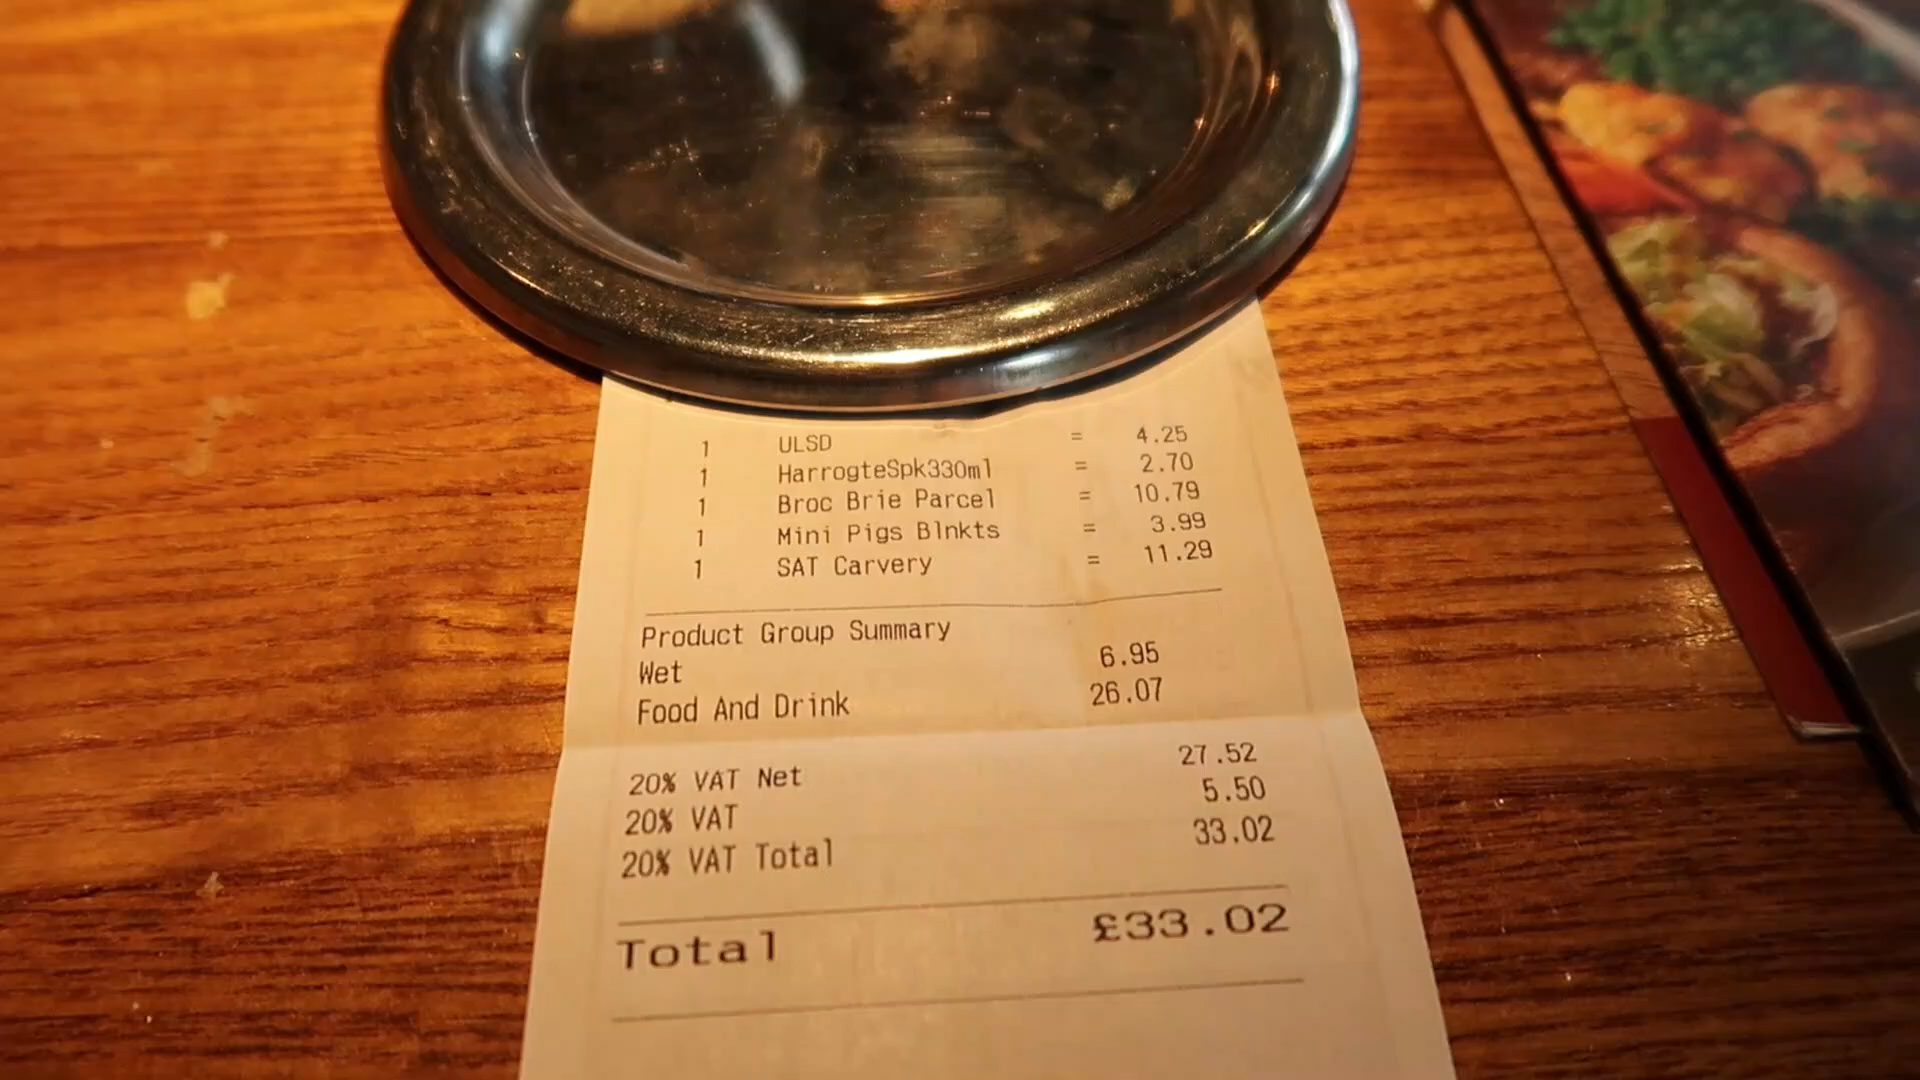 1 ULSD = 4.25
1 HarrogteSpk330ml = 2.70
1 Broc Brie Parcel = 10.79
1 Mini Pigs Blnkts = 3.99
1 SAT Carvery = 11.29
Product Group Summary
Wet 6.95
Food And Drink 26.07
20% VAT Net 27.52
20% VAT 5.50
20% VAT Total 33.02
Total £33.02